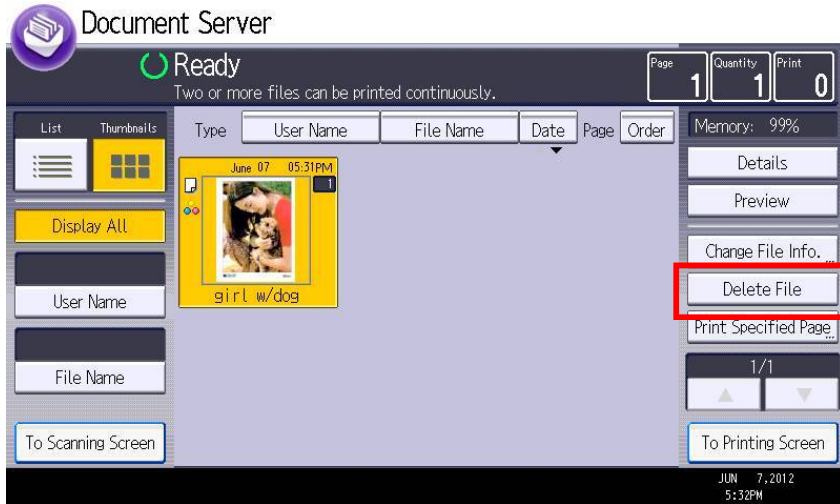 Document Server
Ready
Two or more files can be printed continuously.
Page
1
Quantity
1
Print
0
List
Thumbnails
Type
User Name
File Name
Date
Page
Order
Memory: 99%
June 07 05:31PM
1
girl w/dog
Display All
User Name
File Name
To Scanning Screen
Details
Preview
Change File Info.
Delete File
Print Specified Page
1/1
To Printing Screen
JUN 7,2012
5:32PM